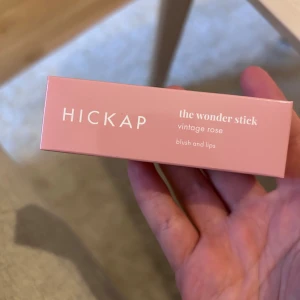 HICKAP
the wonder stick
vintage rose
blush and lips